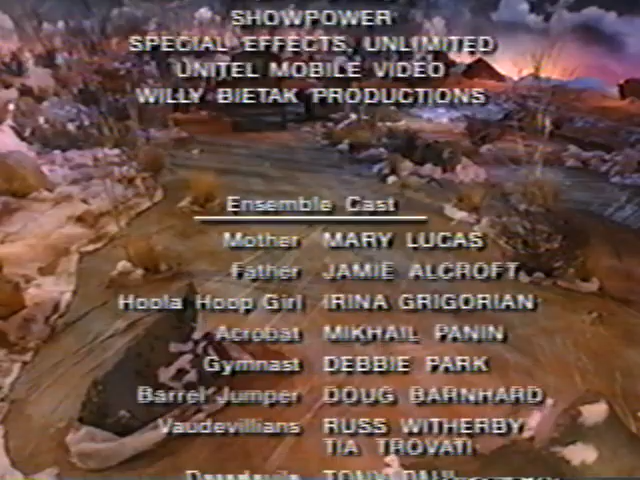 SHOWPOWER
SPECIAL EFFECTS, UNLIMITED
UNITEL MOBILE VIDEO
WILLY BIETAK PRODUCTIONS
Ensemble Cast
Mother MARY LUCAS
Father JAMIE ALCROFT
Hoola Hoop Girl IRINA GRIGORIAN
Acrobat MIKHAIL PANIN
Gymnast DEBBIE PARK
Barrel Jumper DOUG BARNHARD
Vaudevillians RUSS WITHERBY
TIA TROVATI
TONY